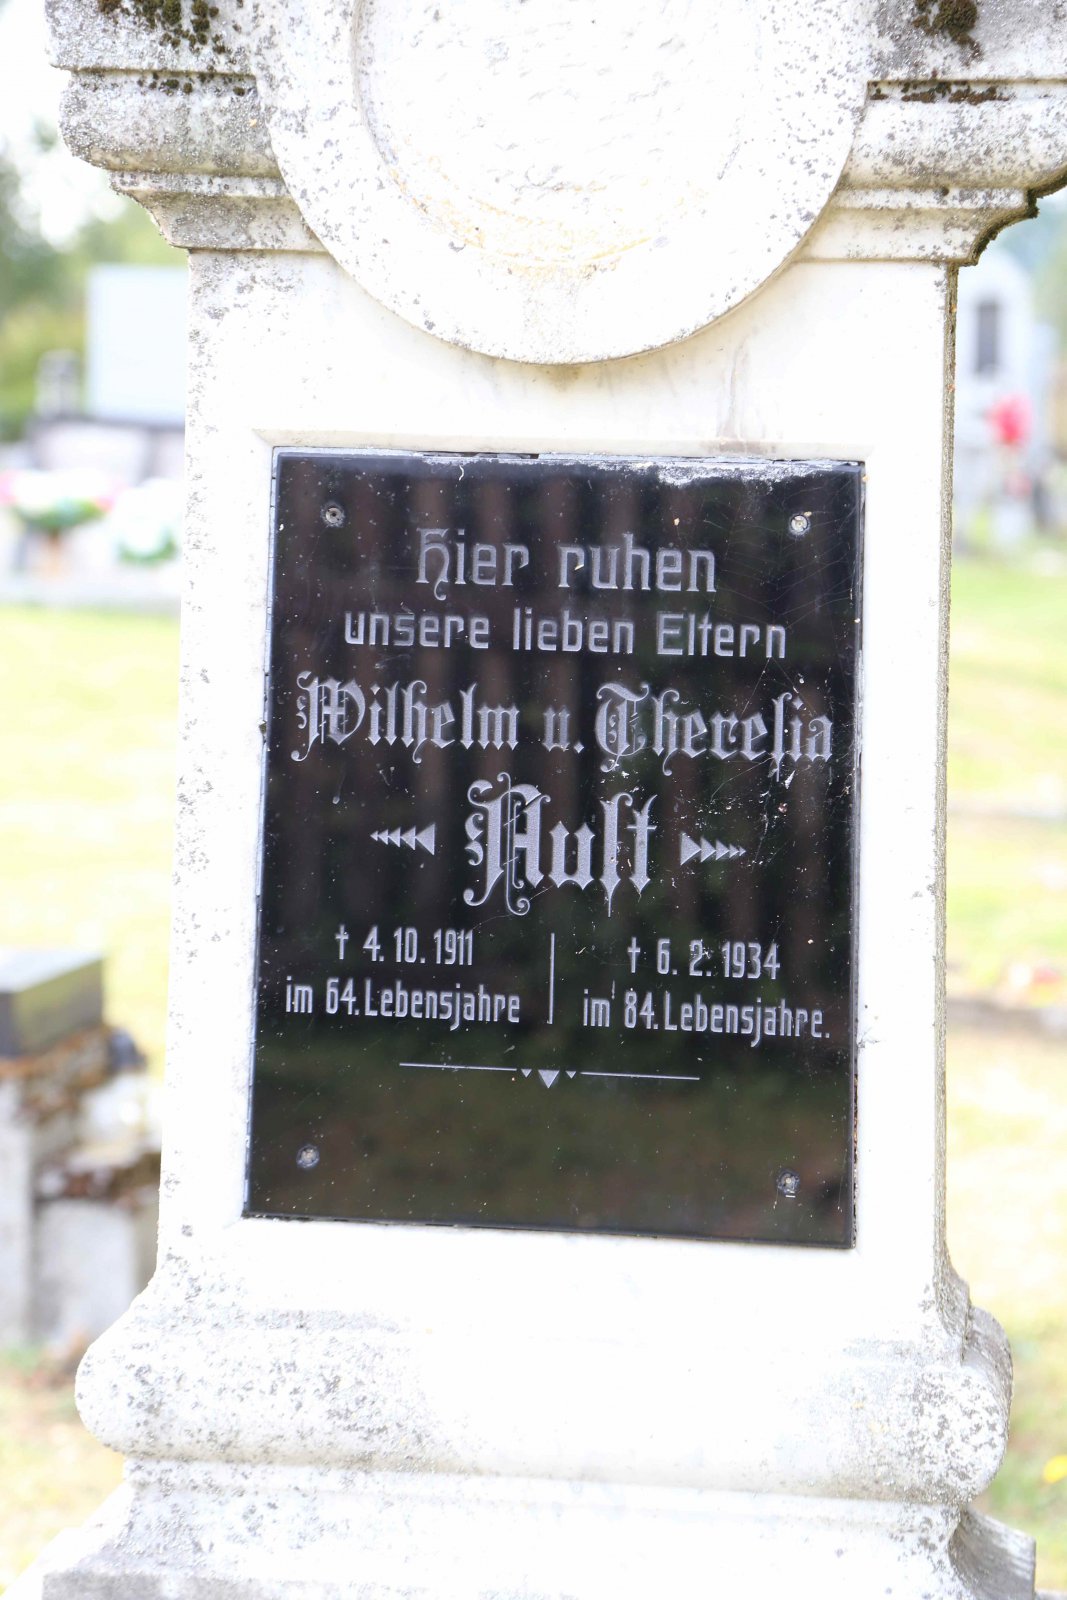 Hier ruhen
unsere lieben Eltern
Wilhelm u. Thereſia
Auſt
† 4. 10. 1911
im 64. Lebensjahre
† 6. 2. 1934
im 84. Lebensjahre.